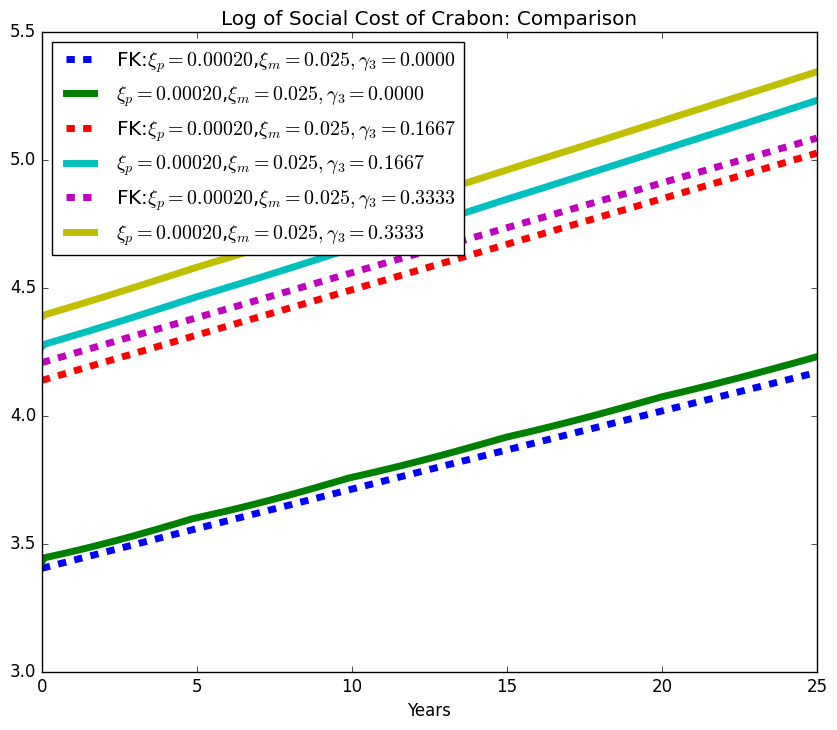 Log of Social Cost of Crabon: Comparison
5.5
5.0
4.5
4.0
3.5
3.0
FK:ξp = 0.00020,ξm = 0.025, γ3 = 0.0000
ξp = 0.00020,ξm = 0.025, γ3 = 0.0000
FK:ξp = 0.00020,ξm = 0.025, γ3 = 0.1667
ξp = 0.00020,ξm = 0.025, γ3 = 0.1667
FK:ξp = 0.00020,ξm = 0.025, γ3 = 0.3333
ξp = 0.00020,ξm = 0.025, γ3 = 0.3333
0 5 10 15 20 25
Years